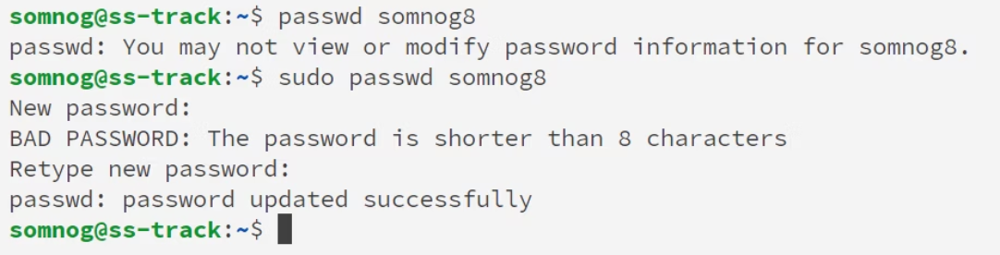 somnog@ss-track:~$ passwd somnog8
passwd: You may not view or modify password information for somnog8.
somnog@ss-track:~$ sudo passwd somnog8
New password:
BAD PASSWORD: The password is shorter than 8 characters
Retype new password:
passwd: password updated successfully
somnog@ss-track:~$